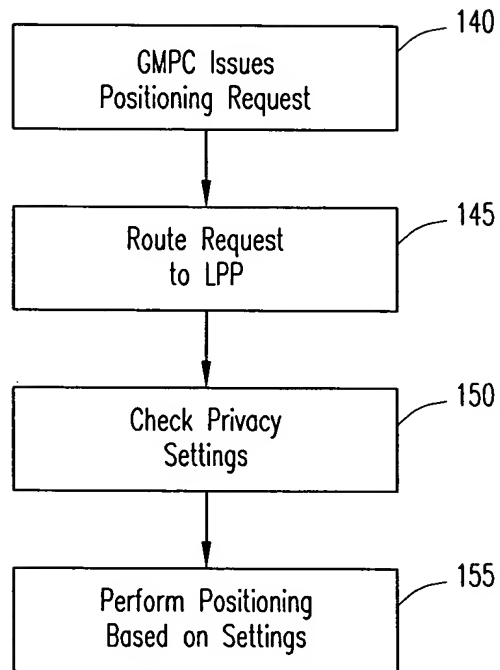 140
GMPC Issues
Positioning Request
145
Route Request
to LPP
150
Check Privacy
Settings
155
Perform Positioning
Based on Settings